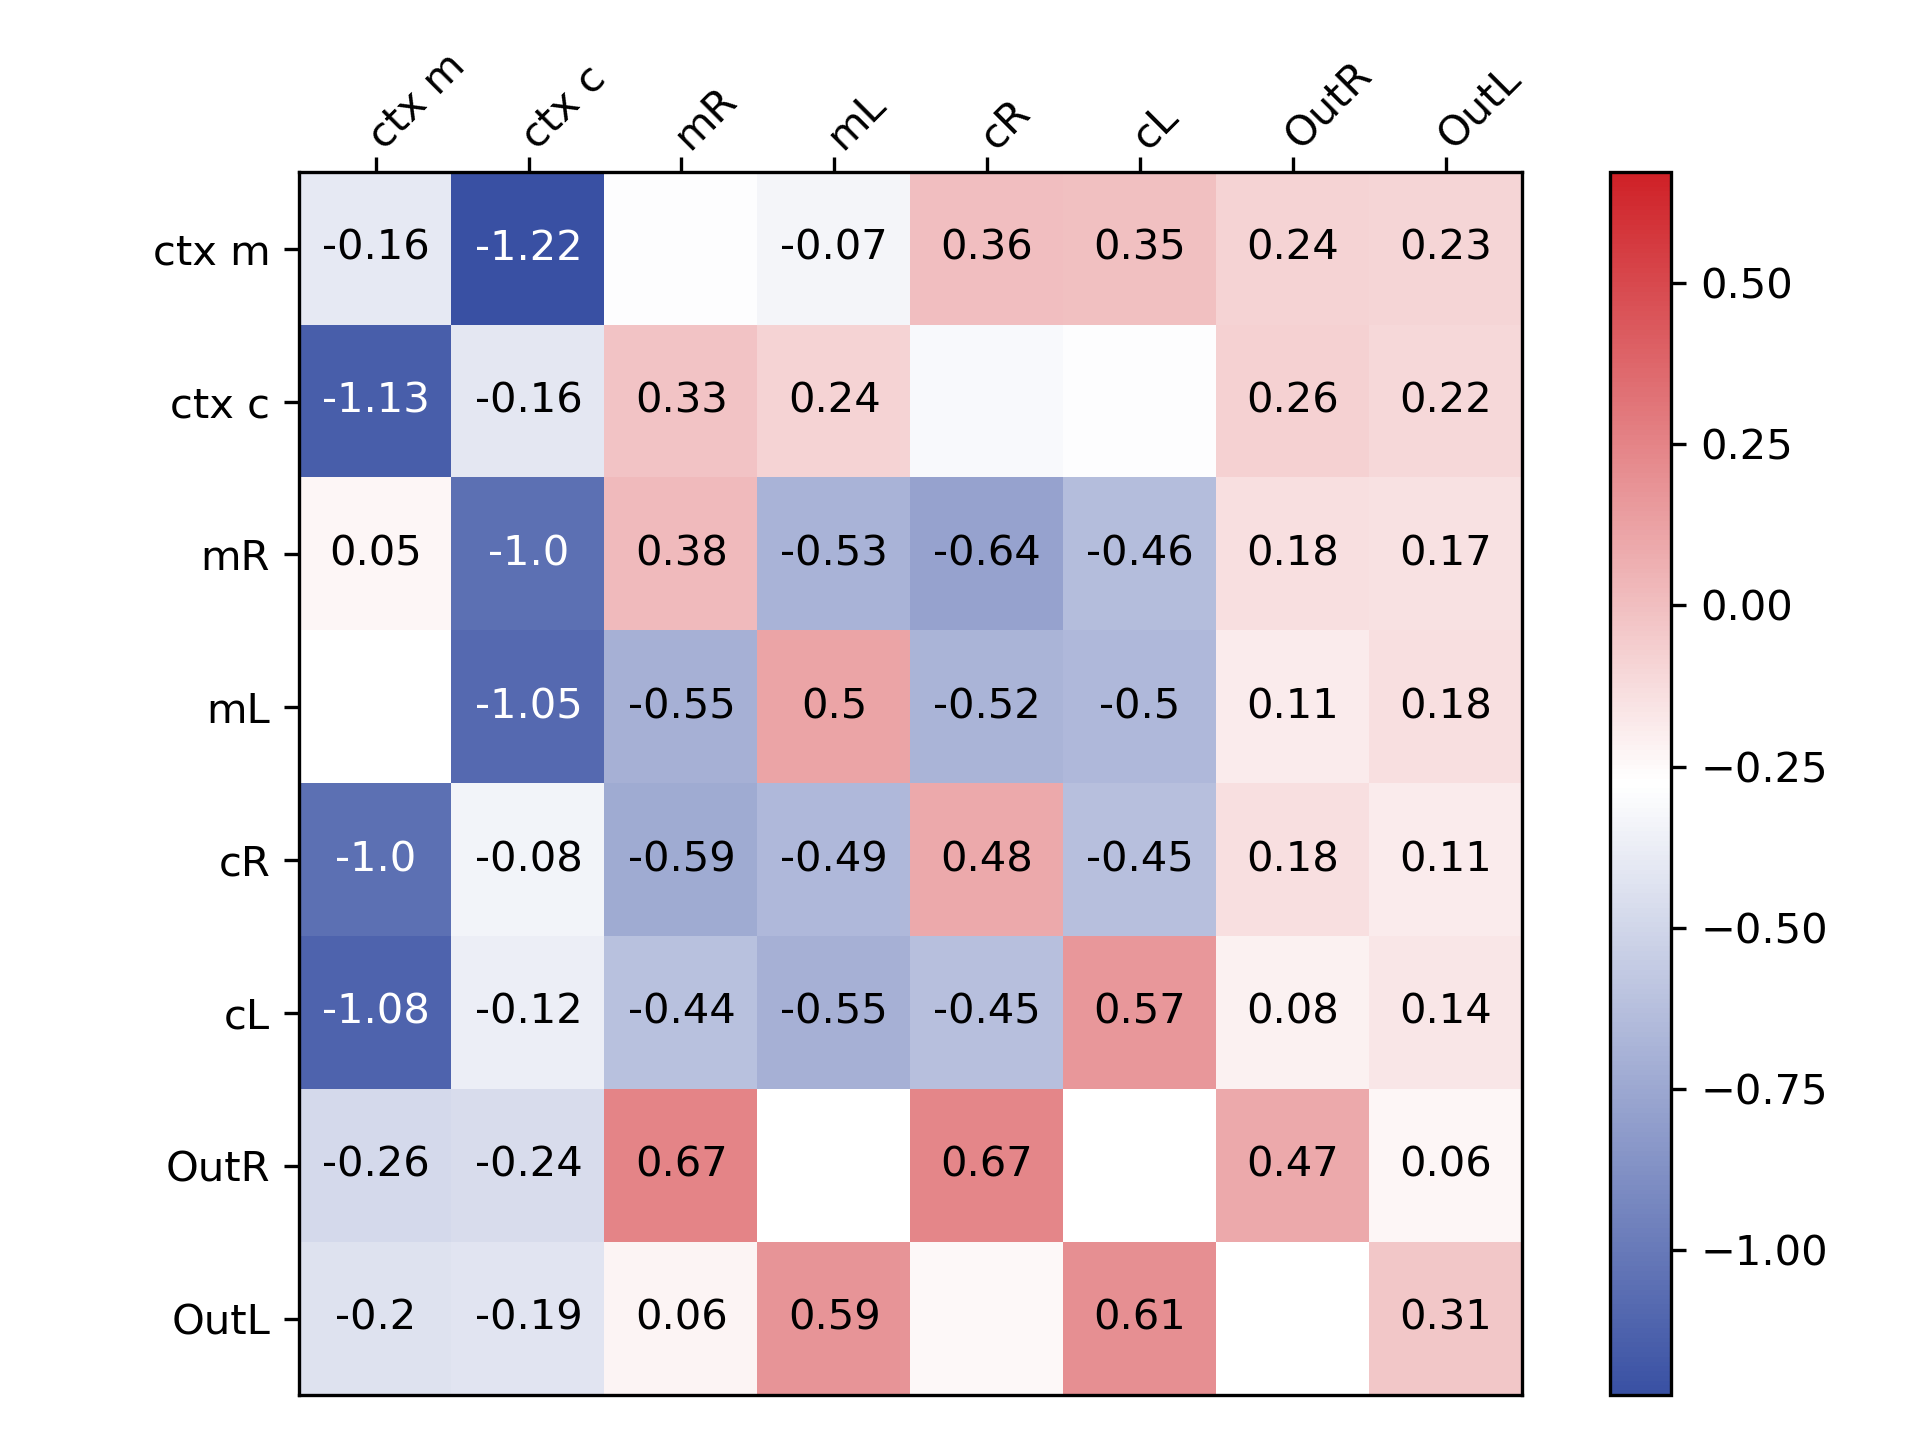 ctx m ctx c mR mL cR cL OutR OutL
ctx m -0.16 -1.22 -0.07 0.36 0.35 0.24 0.23
ctx c -1.13 -0.16 0.33 0.24 0.26 0.22
mR 0.05 -1.0 0.38 -0.53 -0.64 -0.46 0.18 0.17
mL -1.05 -0.55 0.5 -0.52 -0.5 0.11 0.18
cR -1.0 -0.08 -0.59 -0.49 0.48 -0.45 0.18 0.11
cL -1.08 -0.12 -0.44 -0.55 -0.45 0.57 0.08 0.14
OutR -0.26 -0.24 0.67 0.67 0.47 0.06
OutL -0.2 -0.19 0.06 0.59 0.61 0.31
0.50
0.25
0.00
−0.25
−0.50
−0.75
−1.00